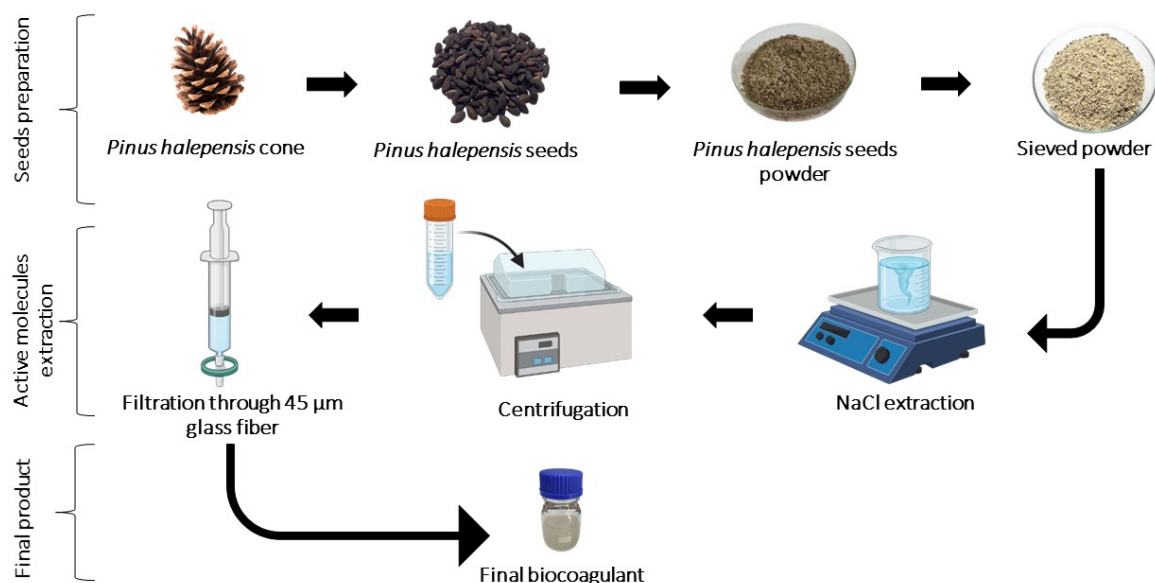 Seeds preparation
Pinus halepensis cone
Pinus halepensis seeds
Pinus halepensis seeds
powder
Sieved powder
Active molecules
extraction
Filtration through 45 µm
glass fiber
Centrifugation
NaCl extraction
Final product
Final biocoagulant